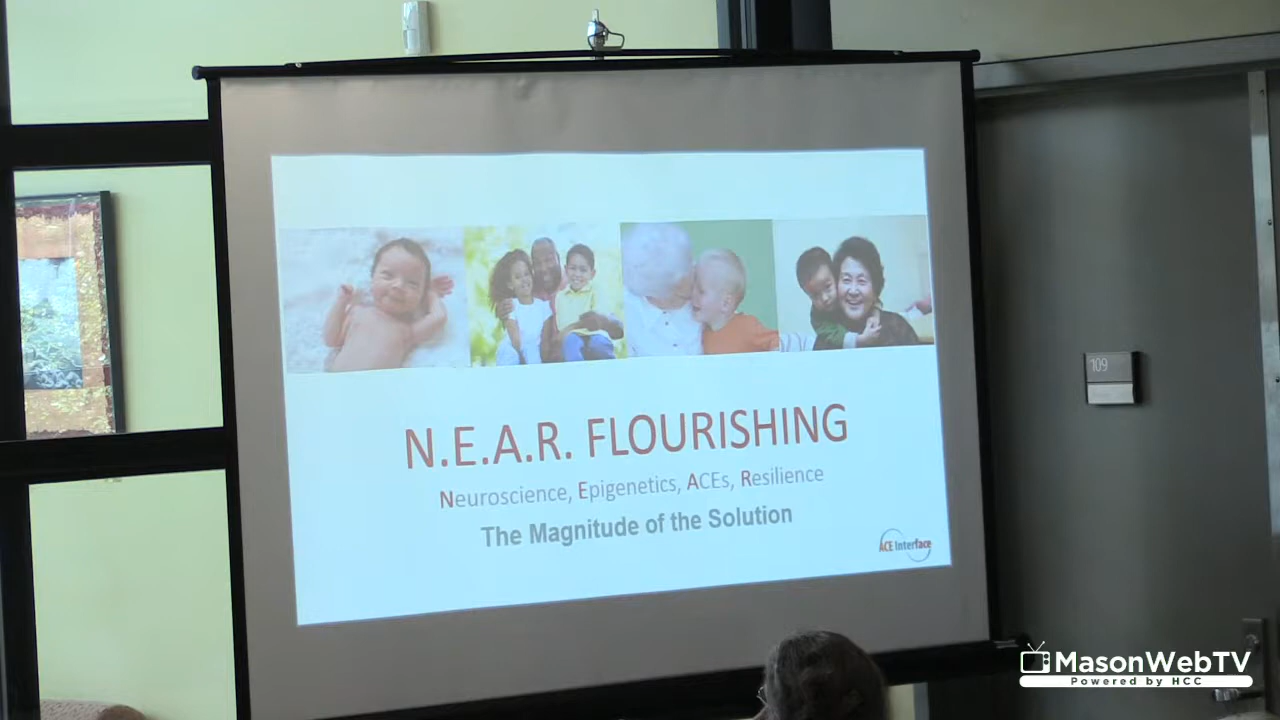 N.E.A.R. FLOURISHING
Neuroscience, Epigenetics, ACEs, Resilience
The Magnitude of the Solution
ACE Interface
109
MasonWebTV
Powered by HCC